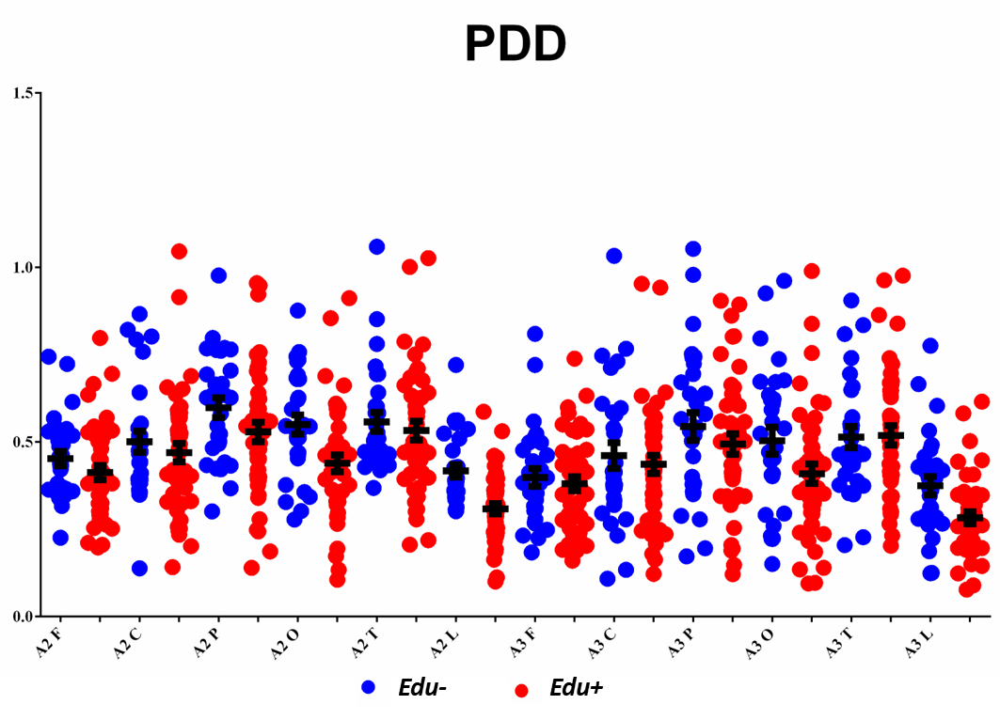 PDD
1.5
1.0
0.5
0.0
A2 F
A2 C
A2 P
A2 O
A2 T
A2 L
A3 F
A3 C
A3 P
A3 O
A3 T
A3 L
Edu- Edu+